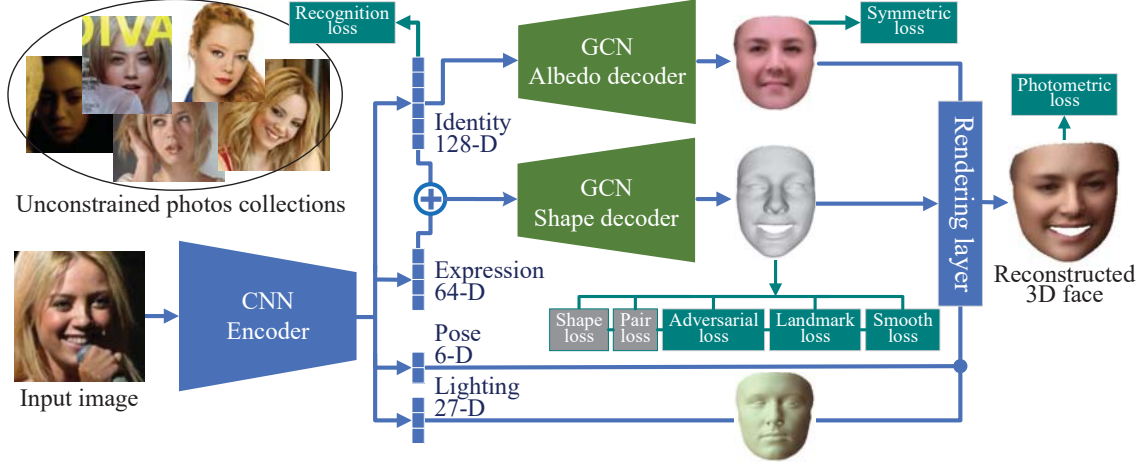 DIVA
Unconstrained photos collections
Input image
CNN
Encoder
Recognition
loss
Identity
128-D
Expression
64-D
Pose
6-D
Lighting
27-D
GCN
Albedo decoder
GCN
Shape decoder
Symmetric
loss
Shape
loss
Pair
loss
Adversarial
loss
Landmark
loss
Smooth
loss
Rendering layer
Photometric
loss
Reconstructed
3D face